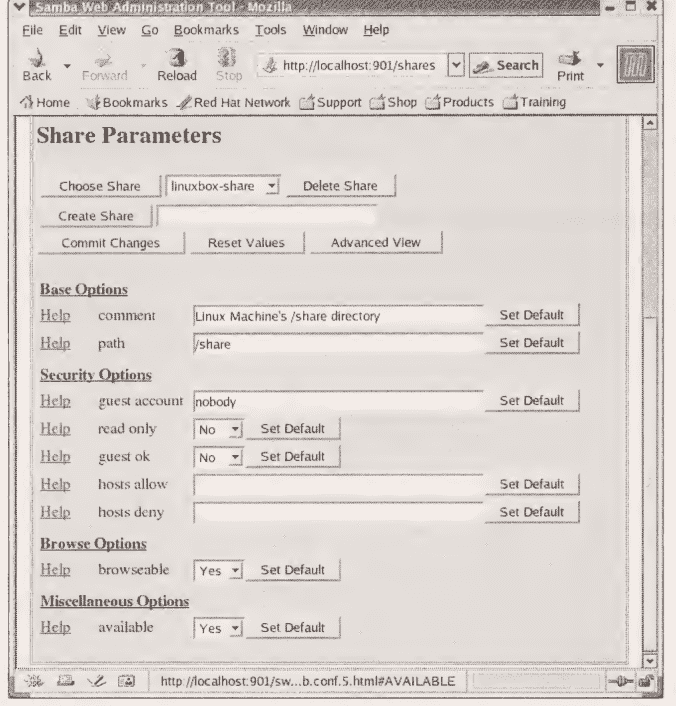 Samba Web Administration Tool - Mozilla
File Edit View Go Bookmarks Tools Window Help
Back Forward Reload Stop http://localhost:901/shares Search Print
Home Bookmarks Red Hat Network Support Shop Products Training
Share Parameters
Choose Share linuxbox-share Delete Share
Create Share
Commit Changes Reset Values Advanced View
Base Options
Help comment Linux Machine's /share directory Set Default
Help path /share Set Default
Security Options
Help guest account nobody Set Default
Help read only No Set Default
Help guest ok No Set Default
Help hosts allow Set Default
Help hosts deny Set Default
Browse Options
Help browseable Yes Set Default
Miscellaneous Options
Help available Yes Set Default
http://localhost:901/sw...b.conf.5.html#AVAILABLE